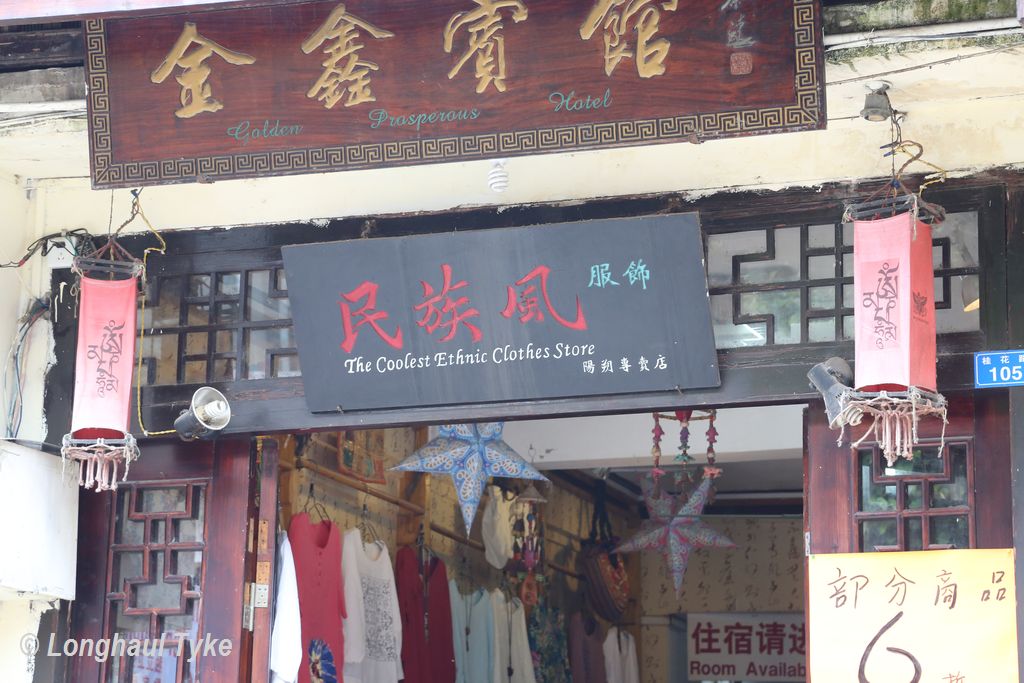 金鑫賓館
Golden Prosperous Hotel
民族風 服飾
The Coolest Ethnic Clothes Store
陽朔專賣店
桂花路
105
部分商品
6
折
住宿请进
Room Availab
© Longhaul Tyke